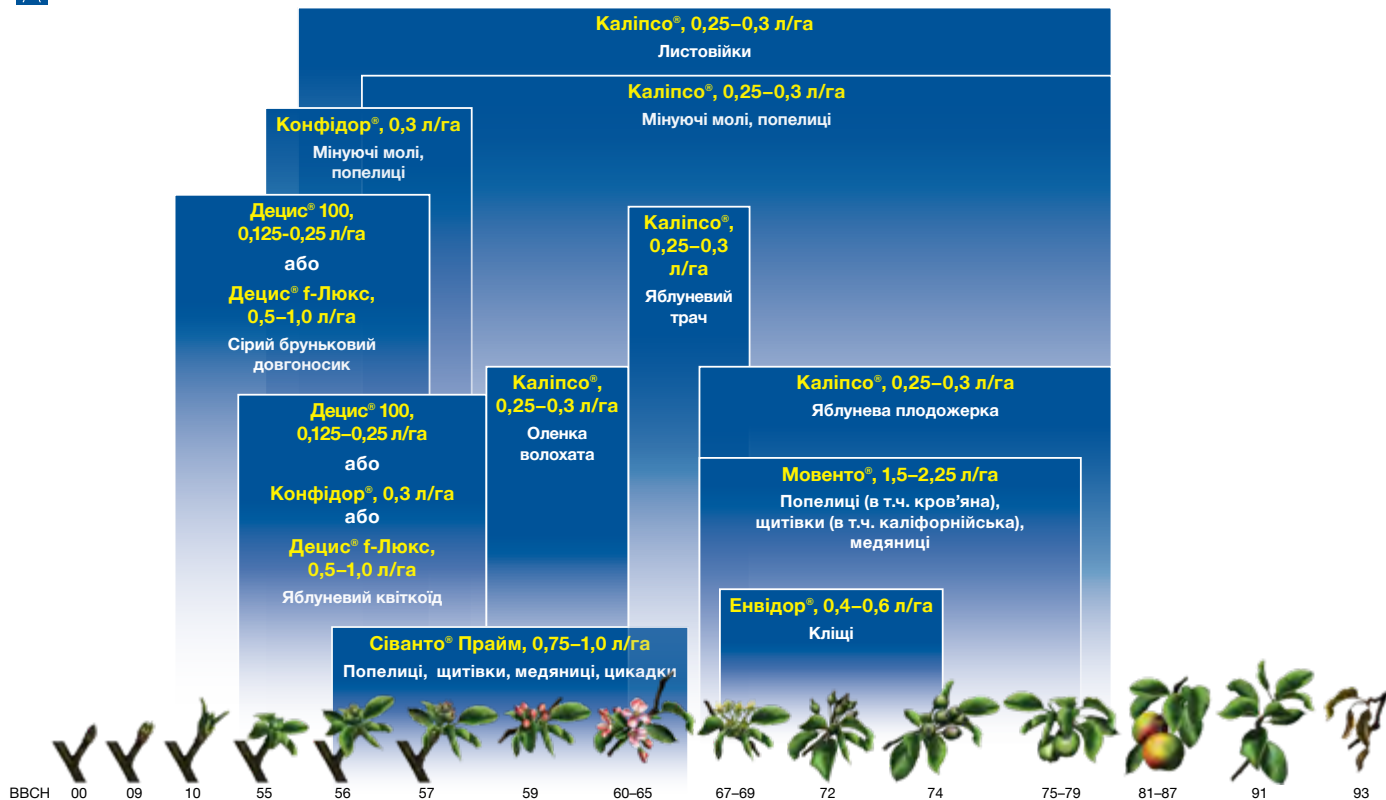 Каліпсо®, 0,25–0,3 л/га
Листовійки
Каліпсо®, 0,25–0,3 л/га
Мінуючі молі, попелиці
Конфідор®, 0,3 л/га
Мінуючі молі,
попелиці
Децис® 100,
0,125-0,25 л/га
або
Децис® f-Люкс,
0,5–1,0 л/га
Сірий бруньковий
довгоносик
Каліпсо®,
0,25–0,3
л/га
Яблуневий
трач
Децис® 100,
0,125–0,25 л/га
або
Конфідор®, 0,3 л/га
або
Децис® f-Люкс,
0,5–1,0 л/га
Яблуневий квіткоїд
Каліпсо®,
0,25–0,3 л/га
Оленка
волохата
Каліпсо®, 0,25–0,3 л/га
Яблунева плодожерка
Мовенто®, 1,5–2,25 л/га
Попелиці (в т.ч. кров’яна),
щитівки (в т.ч. каліфорнійська),
медяниці
Енвідор®, 0,4–0,6 л/га
Кліщі
Сіванто® Прайм, 0,75–1,0 л/га
Попелиці, щитівки, медяниці, цикадки
BBCH 00 09 10 55 56 57 59 60–65 67–69 72 74 75–79 81–87 91 93